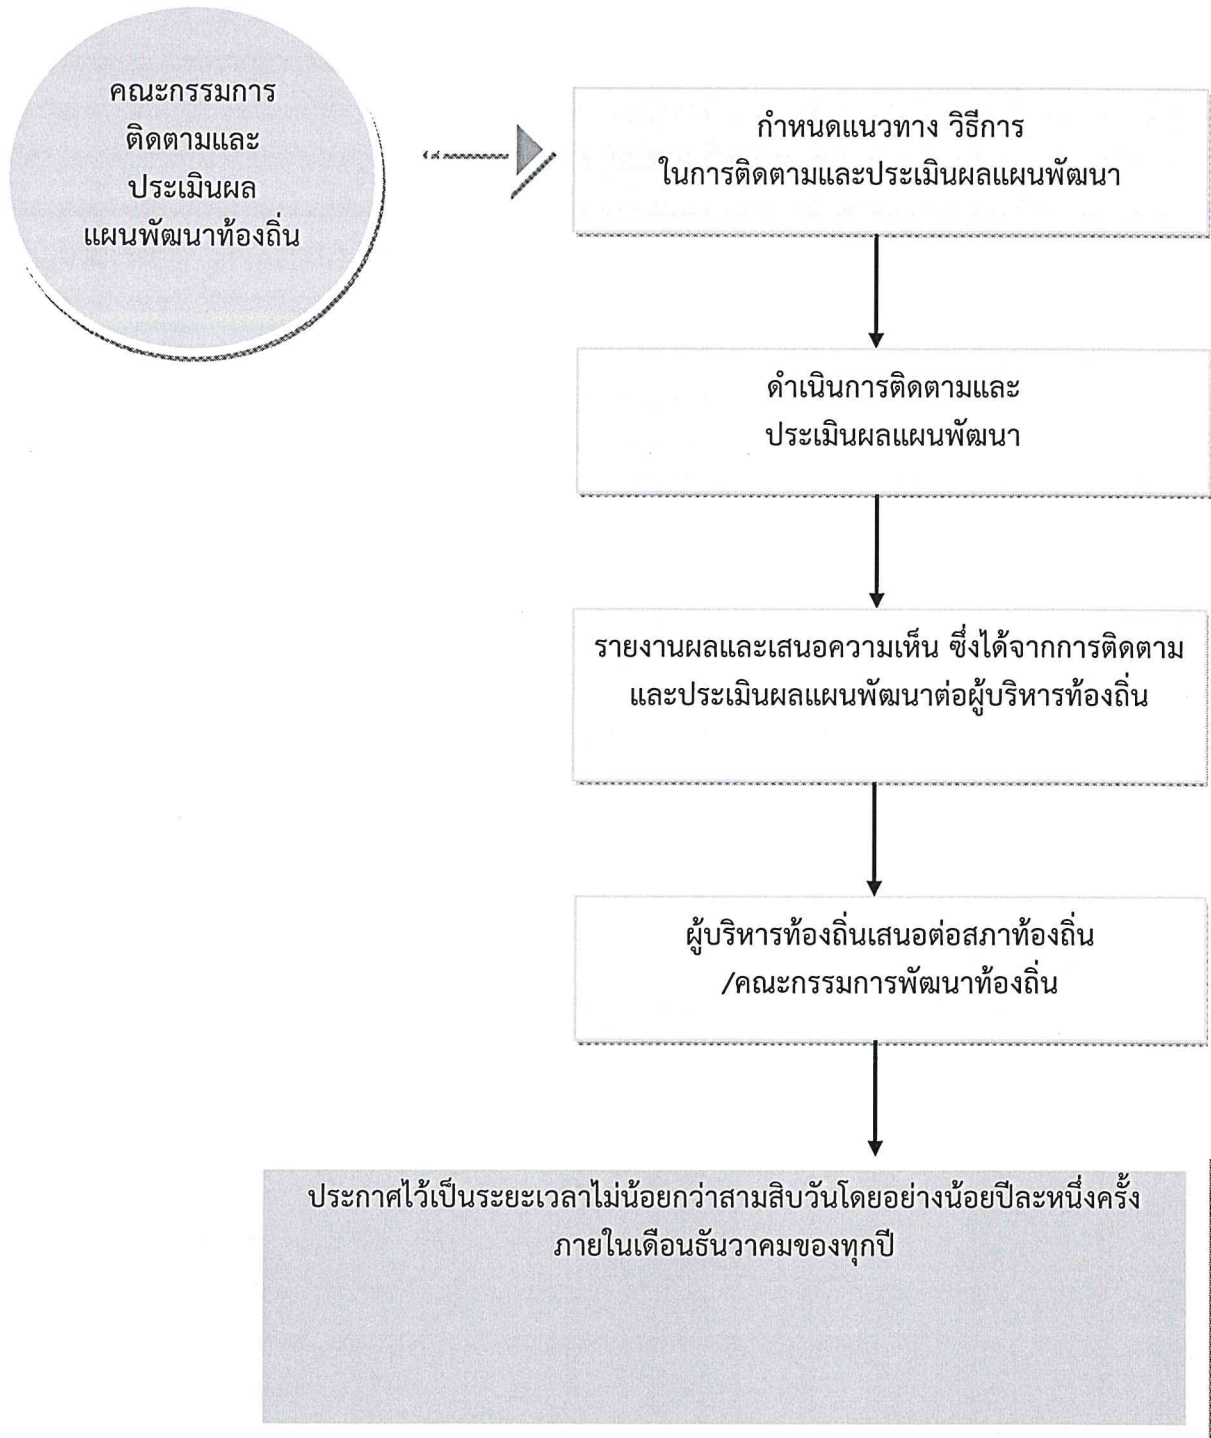 คณะกรรมการ
ติดตามและ
ประเมินผล
แผนพัฒนาท้องถิ่น
กำหนดแนวทาง วิธีการ
ในการติดตามและประเมินผลแผนพัฒนา
ดำเนินการติดตามและ
ประเมินผลแผนพัฒนา
รายงานผลและเสนอความเห็น ซึ่งได้จากการติดตาม
และประเมินผลแผนพัฒนาต่อผู้บริหารท้องถิ่น
ผู้บริหารท้องถิ่นเสนอต่อสภาท้องถิ่น
/คณะกรรมการพัฒนาท้องถิ่น
ประกาศไว้เป็นระยะเวลาไม่น้อยกว่าสามสิบวันโดยอย่างน้อยปีละหนึ่งครั้ง
ภายในเดือนธันวาคมของทุกปี